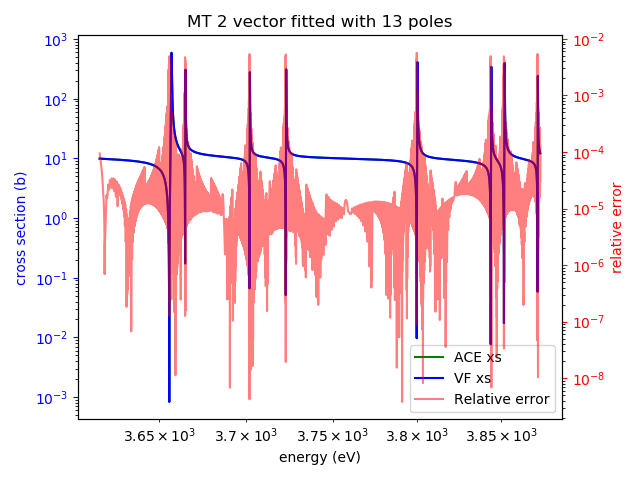 MT 2 vector fitted with 13 poles
10³
10²
10¹
10⁰
10⁻¹
10⁻²
10⁻³
cross section (b)
10⁻²
10⁻³
10⁻⁴
10⁻⁵
10⁻⁶
10⁻⁷
10⁻⁸
relative error
ACE xs
VF xs
Relative error
3.65×10³ 3.7×10³ 3.75×10³ 3.8×10³ 3.85×10³
energy (eV)